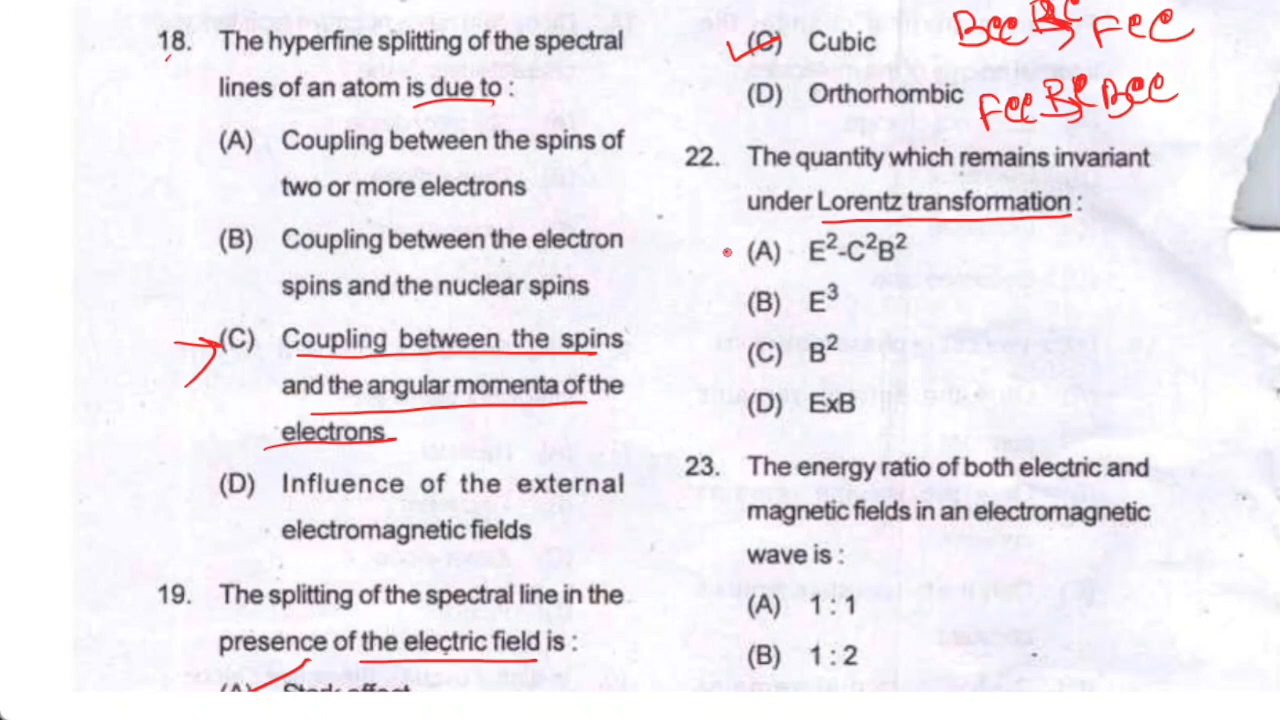 18. The hyperfine splitting of the spectral
lines of an atom is due to :
(A) Coupling between the spins of
two or more electrons
(B) Coupling between the electron
spins and the nuclear spins
(C) Coupling between the spins
and the angular momenta of the
electrons
(D) Influence of the external
electromagnetic fields
19. The splitting of the spectral line in the
presence of the electric field is :
(A)
(C) Cubic
(D) Orthorhombic
22. The quantity which remains invariant
under Lorentz transformation :
(A) E²-C²B²
(B) E³
(C) B²
(D) ExB
23. The energy ratio of both electric and
magnetic fields in an electromagnetic
wave is :
(A) 1 : 1
(B) 1 : 2